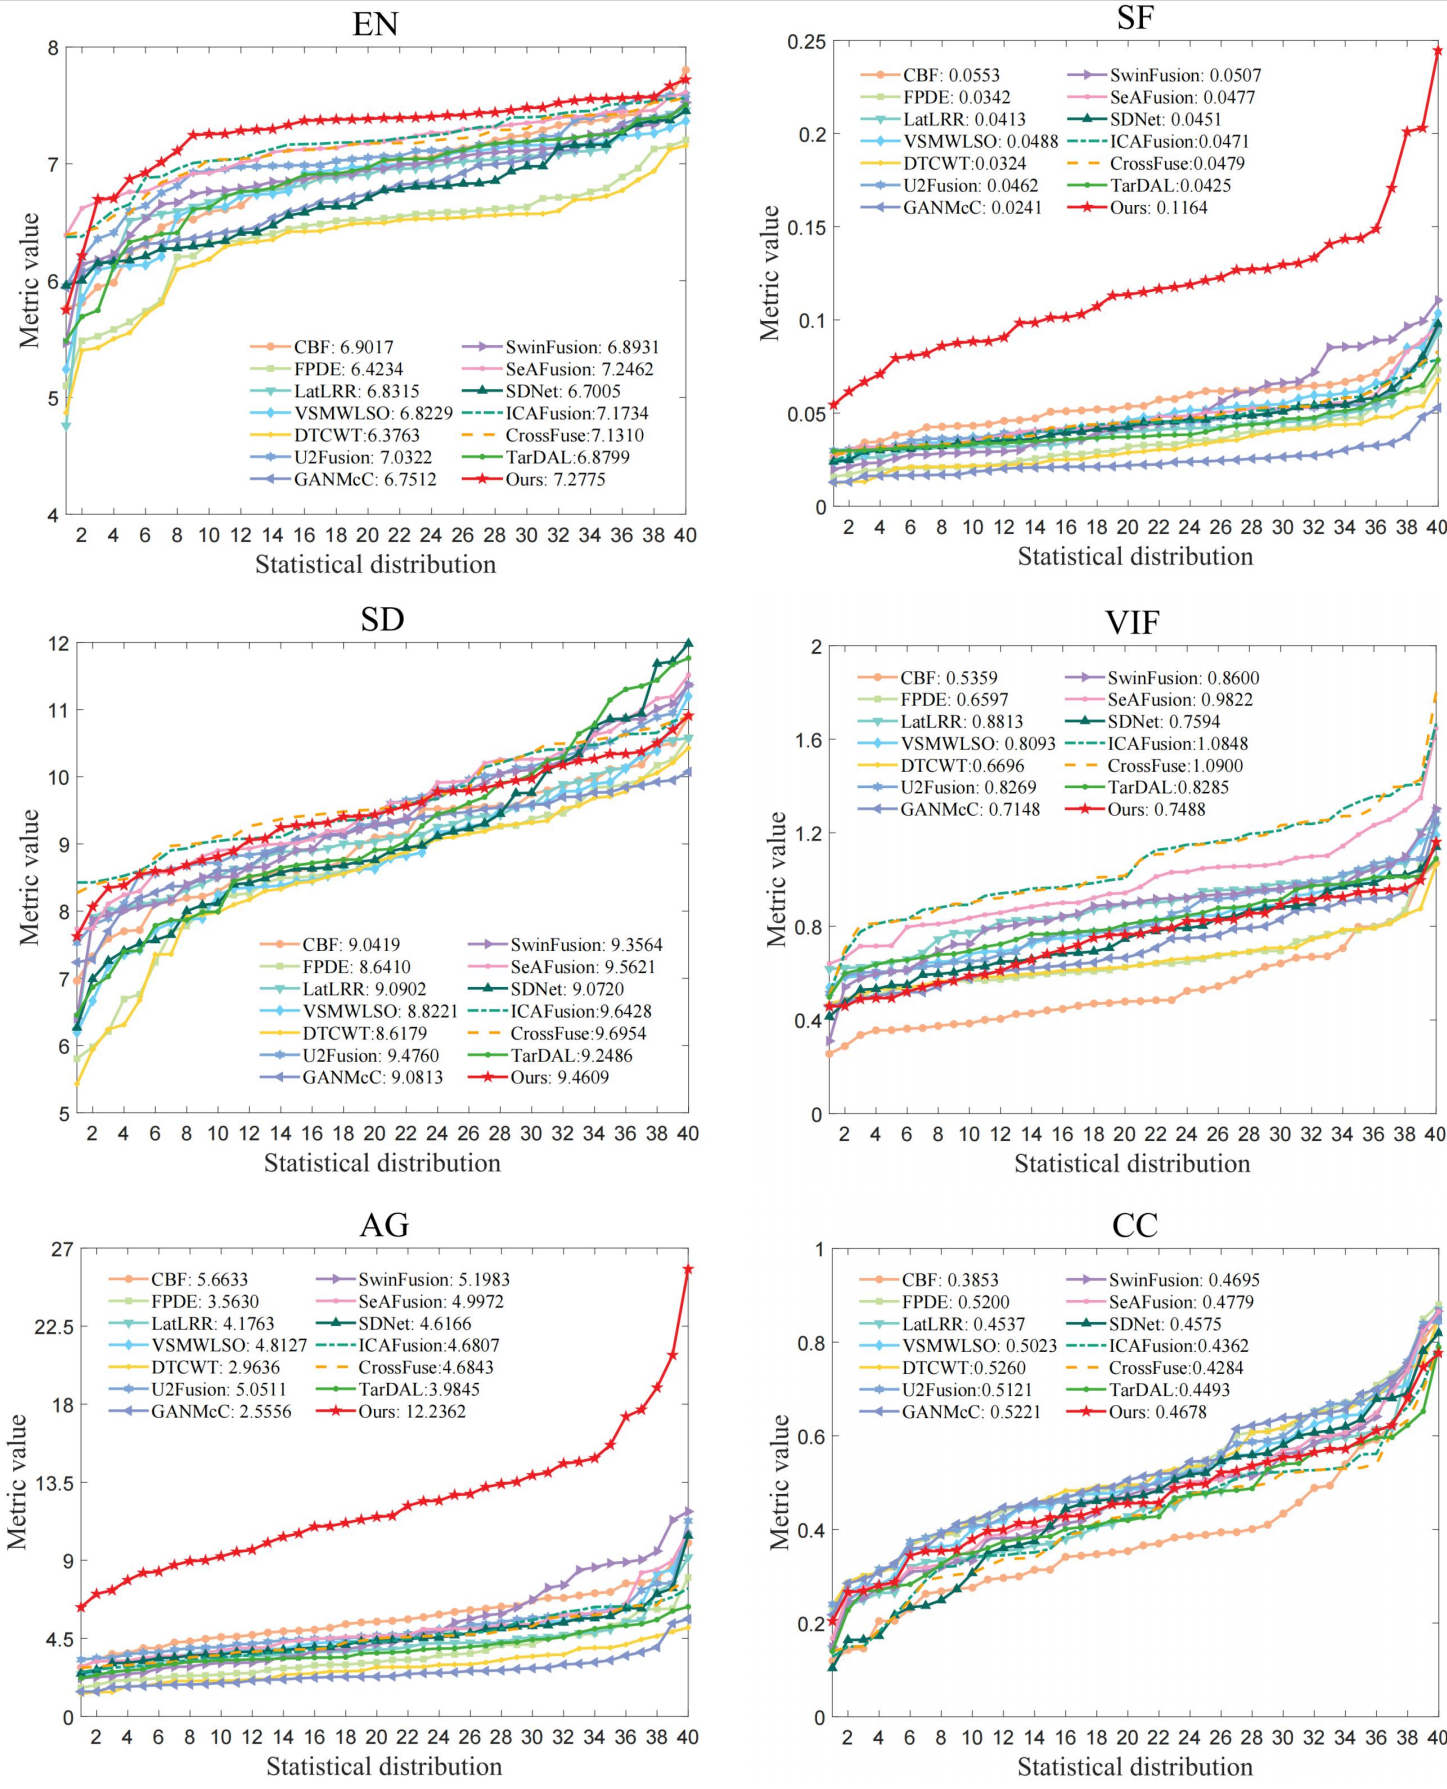 EN
8
7
6
5
4
Metric value
CBF: 6.9017
FPDE: 6.4234
LatLRR: 6.8315
VSMWLSO: 6.8229
DTCWT:6.3763
U2Fusion: 7.0322
GANMcC: 6.7512
SwinFusion: 6.8931
SeAFusion: 7.2462
SDNet: 6.7005
ICAFusion:7.1734
CrossFuse:7.1310
TarDAL:6.8799
Ours: 7.2775
2 4 6 8 10 12 14 16 18 20 22 24 26 28 30 32 34 36 38 40
Statistical distribution
SF
0.25
0.2
0.15
0.1
0.05
0
Metric value
CBF: 0.0553
FPDE: 0.0342
LatLRR: 0.0413
VSMWLSO: 0.0488
DTCWT:0.0324
U2Fusion: 0.0462
GANMcC: 0.0241
SwinFusion: 0.0507
SeAFusion: 0.0477
SDNet: 0.0451
ICAFusion:0.0471
CrossFuse:0.0479
TarDAL:0.0425
Ours: 0.1164
2 4 6 8 10 12 14 16 18 20 22 24 26 28 30 32 34 36 38 40
Statistical distribution
SD
12
11
10
9
8
7
6
5
Metric value
CBF: 9.0419
FPDE: 8.6410
LatLRR: 9.0902
VSMWLSO: 8.8221
DTCWT:8.6179
U2Fusion: 9.4760
GANMcC: 9.0813
SwinFusion: 9.3564
SeAFusion: 9.5621
SDNet: 9.0720
ICAFusion:9.6428
CrossFuse:9.6954
TarDAL:9.2486
Ours: 9.4609
2 4 6 8 10 12 14 16 18 20 22 24 26 28 30 32 34 36 38 40
Statistical distribution
VIF
2
1.6
1.2
0.8
0.4
0
Metric value
CBF: 0.5359
FPDE: 0.6597
LatLRR: 0.8813
VSMWLSO: 0.8093
DTCWT:0.6696
U2Fusion: 0.8269
GANMcC: 0.7148
SwinFusion: 0.8600
SeAFusion: 0.9822
SDNet: 0.7594
ICAFusion:1.0848
CrossFuse:1.0900
TarDAL:0.8285
Ours: 0.7488
2 4 6 8 10 12 14 16 18 20 22 24 26 28 30 32 34 36 38 40
Statistical distribution
AG
27
22.5
18
13.5
9
4.5
0
Metric value
CBF: 5.6633
FPDE: 3.5630
LatLRR: 4.1763
VSMWLSO: 4.8127
DTCWT: 2.9636
U2Fusion: 5.0511
GANMcC: 2.5556
SwinFusion: 5.1983
SeAFusion: 4.9972
SDNet: 4.6166
ICAFusion:4.6807
CrossFuse:4.6843
TarDAL:3.9845
Ours: 12.2362
2 4 6 8 10 12 14 16 18 20 22 24 26 28 30 32 34 36 38 40
Statistical distribution
CC
1
0.8
0.6
0.4
0.2
0
Metric value
CBF: 0.3853
FPDE: 0.5200
LatLRR: 0.4537
VSMWLSO: 0.5023
DTCWT:0.5260
U2Fusion:0.5121
GANMcC: 0.5221
SwinFusion: 0.4695
SeAFusion: 0.4779
SDNet: 0.4575
ICAFusion:0.4362
CrossFuse:0.4284
TarDAL:0.4493
Ours: 0.4678
2 4 6 8 10 12 14 16 18 20 22 24 26 28 30 32 34 36 38 40
Statistical distribution